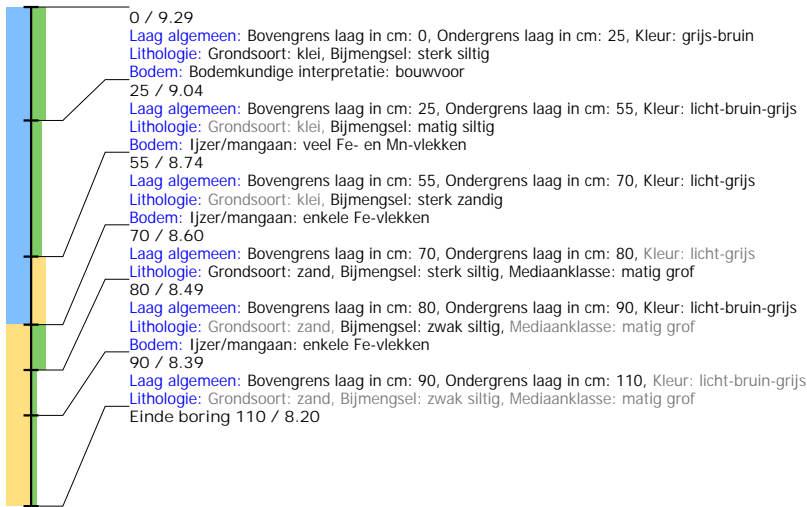 0 / 9.29
Laag algemeen: Bovengrens laag in cm: 0, Ondergrens laag in cm: 25, Kleur: grijs-bruin
Lithologie: Grondsoort: klei, Bijmengsel: sterk siltig
Bodem: Bodemkundige interpretatie: bouwvoor
25 / 9.04
Laag algemeen: Bovengrens laag in cm: 25, Ondergrens laag in cm: 55, Kleur: licht-bruin-grijs
Lithologie: Grondsoort: klei, Bijmengsel: matig siltig
Bodem: Ijzer/mangaan: veel Fe- en Mn-vlekken
55 / 8.74
Laag algemeen: Bovengrens laag in cm: 55, Ondergrens laag in cm: 70, Kleur: licht-grijs
Lithologie: Grondsoort: klei, Bijmengsel: sterk zandig
Bodem: Ijzer/mangaan: enkele Fe-vlekken
70 / 8.60
Laag algemeen: Bovengrens laag in cm: 70, Ondergrens laag in cm: 80, Kleur: licht-grijs
Lithologie: Grondsoort: zand, Bijmengsel: sterk siltig, Mediaanklasse: matig grof
80 / 8.49
Laag algemeen: Bovengrens laag in cm: 80, Ondergrens laag in cm: 90, Kleur: licht-bruin-grijs
Lithologie: Grondsoort: zand, Bijmengsel: zwak siltig, Mediaanklasse: matig grof
Bodem: Ijzer/mangaan: enkele Fe-vlekken
90 / 8.39
Laag algemeen: Bovengrens laag in cm: 90, Ondergrens laag in cm: 110, Kleur: licht-bruin-grijs
Lithologie: Grondsoort: zand, Bijmengsel: zwak siltig, Mediaanklasse: matig grof
Einde boring 110 / 8.20